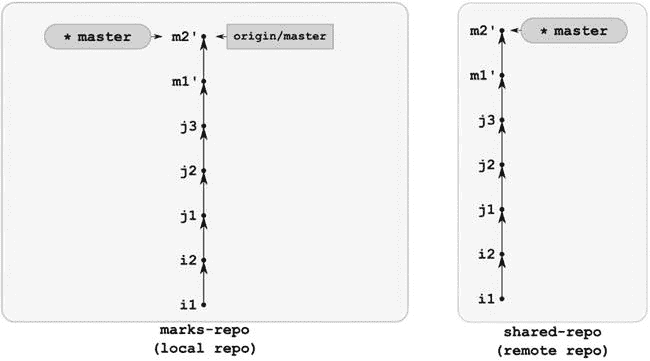 * master
m2'
origin/master
m1'
j3
j2
j1
i2
i1
marks-repo
(local repo)
m2'
* master
m1'
j3
j2
j1
i2
i1
shared-repo
(remote repo)